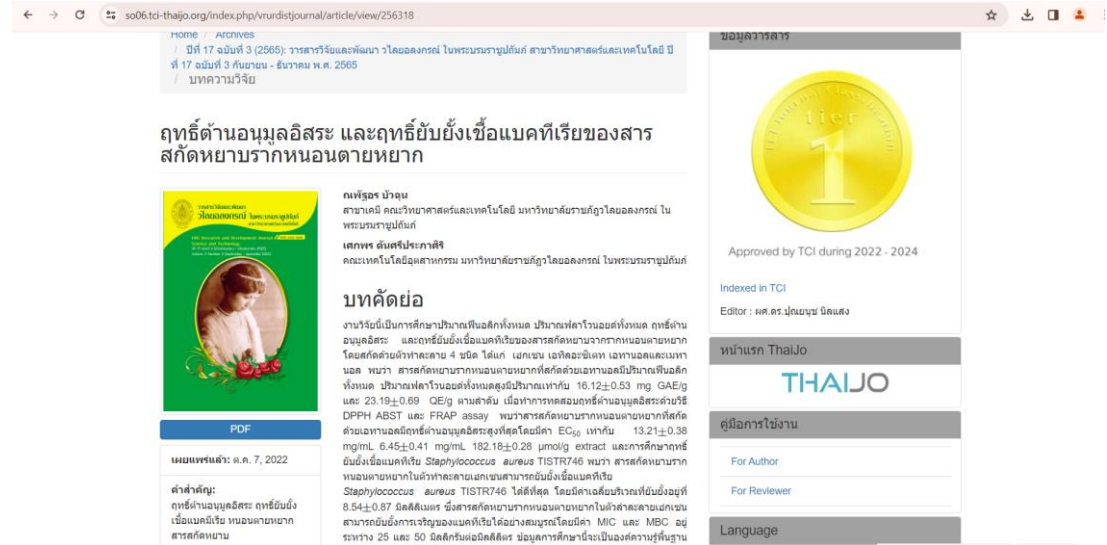 so06.tci-thaijo.org/index.php/vrurdistjournal/article/view/256318
Home / Archives
/ ปีที่ 17 ฉบับที่ 3 (2565): วารสารวิจัยและพัฒนา วไลยอลงกรณ์ ในพระบรมราชูปถัมภ์ สาขาวิทยาศาสตร์และเทคโนโลยี ปี
ที่ 17 ฉบับที่ 3 กันยายน - ธันวาคม พ.ศ. 2565
/ บทความวิจัย
ฤทธิ์ต้านอนุมูลอิสระ และฤทธิ์ยับยั้งเชื้อแบคทีเรียของสาร
สกัดหยาบรากหนอนตายหยาก
วารสารวิจัยและพัฒนา
วไลยอลงกรณ์ ในพระบรมราชูปถัมภ์
PDF
เผยแพร่แล้ว: ต.ค. 7, 2022
คำสำคัญ:
ฤทธิ์ต้านอนุมูลอิสระ ฤทธิ์ยับยั้ง
เชื้อแบคมีเรีย หนอนตายหยาก
สารสกัดหยาบ
ณพัฐอร บัวฉุน
สาขาเคมี คณะวิทยาศาสตร์และเทคโนโลยี มหาวิทยาลัยราชภัฏวไลยอลงกรณ์ ใน
พระบรมราชูปถัมภ์
เศกพร ตันศรีประภาศิริ
คณะเทคโนโลยีอุตสาหกรรม มหาวิทยาลัยราชภัฏวไลยอลงกรณ์ ในพระบรมราชูปถัมภ์
บทคัดย่อ
งานวิจัยนี้เป็นการศึกษาปริมาณฟีนอลิกทั้งหมด ปริมาณฟลาโวนอยด์ทั้งหมด ฤทธิ์ต้าน
อนุมูลอิสระ และฤทธิ์ยับยั้งเชื้อแบคทีเรียของสารสกัดหยาบจากรากหนอนตายหยาก
โดยสกัดด้วยตัวทำละลาย 4 ชนิด ได้แก่ เฮกเซน เอทิลอะซิเตท เอทานอลและเมทา
นอล พบว่า สารสกัดหยาบรากหนอนตายหยากที่สกัดด้วยเอทานอลมีปริมาณฟีนอลิก
ทั้งหมด ปริมาณฟลาโวนอยด์ทั้งหมดสูงมีปริมาณเท่ากับ 16.12±0.53 mg GAE/g
และ 23.19±0.69 QE/g ตามลำดับ เมื่อทำการทดสอบฤทธิ์ต้านอนุมูลอิสระด้วยวิธี
DPPH ABST และ FRAP assay พบว่าสารสกัดหยาบรากหนอนตายหยากที่สกัด
ด้วยเอทานอลมีฤทธิ์ต้านอนุมูลอิสระสูงที่สุดโดยมีค่า EC50 เท่ากับ 13.21±0.38
mg/mL 6.45±0.41 mg/mL 182.18±0.28 µmol/g extract และการศึกษาฤทธิ์
ยับยั้งเชื้อแบคทีเรีย Staphylococcus aureus TISTR746 พบว่า สารสกัดหยาบราก
หนอนตายหยากในตัวทำละลายเฮกเซนสามารถยับยั้งเชื้อแบคทีเรีย
Staphylococcus aureus TISTR746 ได้ดีที่สุด โดยมีค่าเฉลี่ยบริเวณที่ยับยั้งอยู่ที่
8.54±0.87 มิลลิเมตร ซึ่งสารสกัดหยาบรากหนอนตายหยากในตัวทำละลายเฮกเซน
สามารถยับยั้งการเจริญของแบคทีเรียได้อย่างสมบูรณ์โดยมีค่า MIC และ MBC อยู่
ระหว่าง 25 และ 50 มิลลิกรัมต่อมิลลิลิตร ข้อมูลการศึกษานี้จะเป็นองค์ความรู้พื้นฐาน
ข้อมูลวารสาร
TCI Journal Classification
tier
1
Approved by TCI during 2022 - 2024
Indexed in TCI
Editor : ผศ.ดร.ปุณยนุช นิลแสง
หน้าแรก ThaiJo
THAIJO
คู่มือการใช้งาน
For Author
For Reviewer
Language